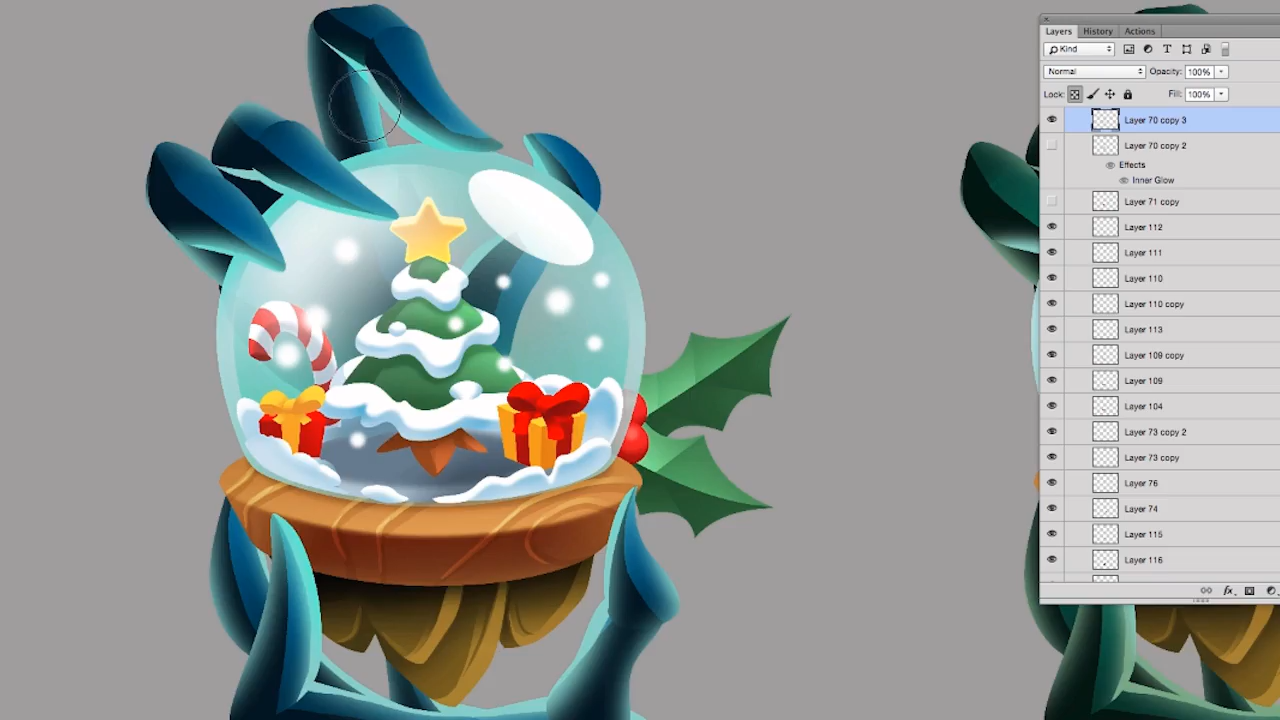 Layers History Actions
Kind
Normal Opacity: 100%
Lock: Fill: 100%
Layer 70 copy 3
Layer 70 copy 2
Effects
Inner Glow
Layer 71 copy
Layer 112
Layer 111
Layer 110
Layer 110 copy
Layer 113
Layer 109 copy
Layer 109
Layer 104
Layer 73 copy 2
Layer 73 copy
Layer 76
Layer 74
Layer 115
Layer 116
fx